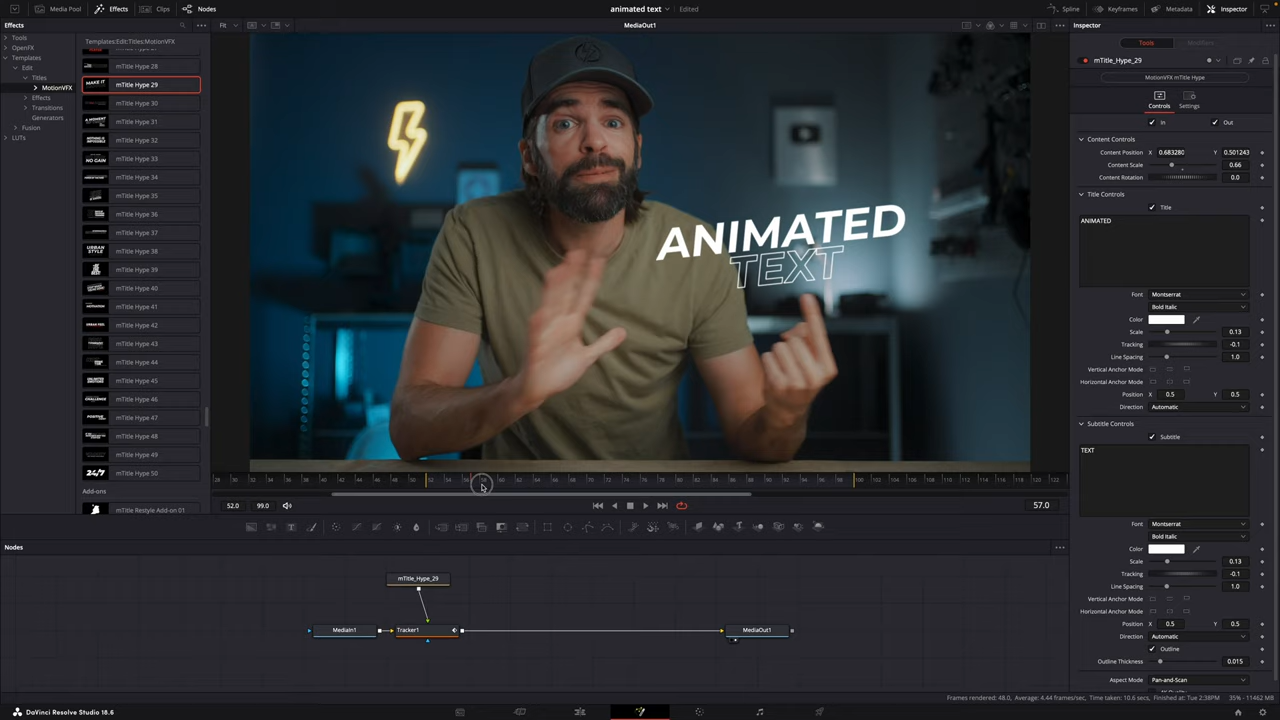 Media Pool
Effects
Clips
Nodes
animated text
Edited
Spline
Keyframes
Metadata
Inspector
Effects
Fit
MediaOut1
Inspector
Tools
OpenFX
Templates
Edit
Titles
MotionVFX
Effects
Transitions
Generators
Fusion
LUTs
Templates:Edit:Titles:MotionVFX
mTitle Hype 28
MAKE IT
mTitle Hype 29
mTitle Hype 30
mTitle Hype 31
mTitle Hype 32
NO GAIN
mTitle Hype 33
mTitle Hype 34
mTitle Hype 35
mTitle Hype 36
mTitle Hype 37
URBAN STYLE
mTitle Hype 38
mTitle Hype 39
mTitle Hype 40
mTitle Hype 41
mTitle Hype 42
mTitle Hype 43
mTitle Hype 44
mTitle Hype 45
mTitle Hype 46
mTitle Hype 47
mTitle Hype 48
mTitle Hype 49
24/7
mTitle Hype 50
Add-ons
mTitle Restyle Add-on 01
ANIMATED
TEXT
Tools
Modifiers
mTitle_Hype_29
MotionVFX mTitle Hype
Controls
Settings
In
Out
Content Controls
Content Position X 0.683280 Y 0.501243
Content Scale 0.66
Content Rotation 0.0
Title Controls
Title
ANIMATED
Font Montserrat
Bold Italic
Color
Scale 0.13
Tracking -0.1
Line Spacing 1.0
Vertical Anchor Mode
Horizontal Anchor Mode
Position X 0.5 Y 0.5
Direction Automatic
Subtitle Controls
Subtitle
TEXT
Font Montserrat
Bold Italic
Color
Scale 0.13
Tracking -0.1
Line Spacing 1.0
Vertical Anchor Mode
Horizontal Anchor Mode
Position X 0.5 Y 0.5
Direction Automatic
Outline
Outline Thickness 0.015
Aspect Mode Pan-and-Scan
52.0
99.0
57.0
Nodes
mTitle_Hype_29
MediaIn1
Tracker1
MediaOut1
Frames rendered: 48.0, Average: 4.44 frames/sec, Time taken: 10.6 secs, Finished at: Tue 2:38PM
35% - 11462 MB
DaVinci Resolve Studio 18.6